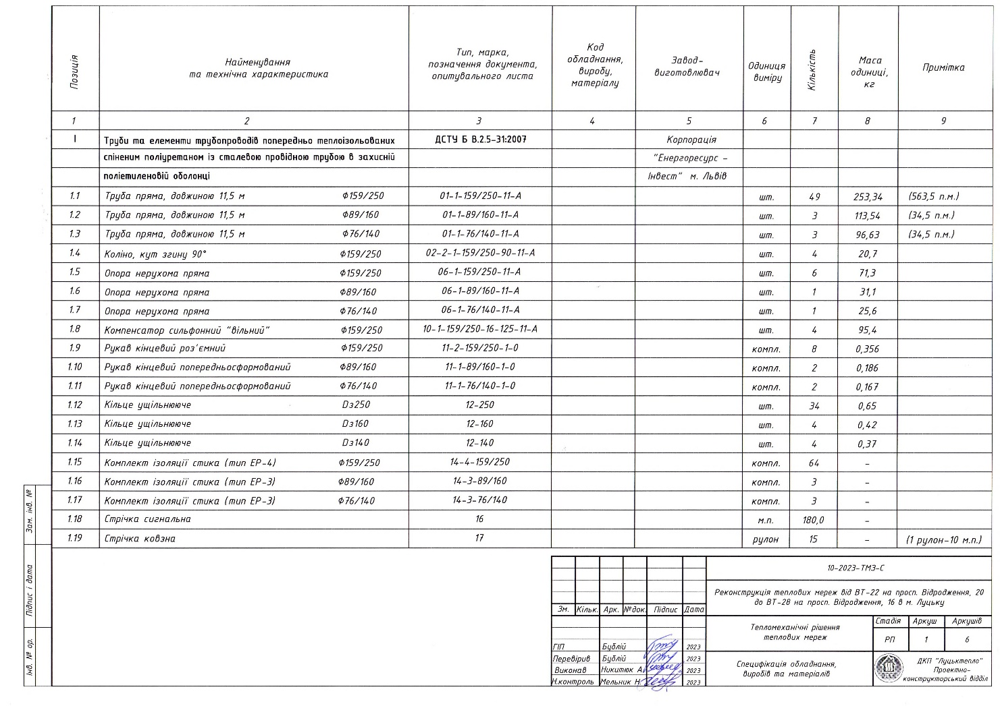 Позиція
Найменування
та технічна характеристика
Тип, марка,
позначення документа,
опитувального листа
Код
обладнання,
виробу,
матеріалу
Завод-
виготовлювач
Одиниця
виміру
Кількість
Маса
одиниці,
кг
Примітка
1 2 3 4 5 6 7 8 9
I Труби та елементи трубопроводів попередньо теплоізольованих ДСТУ Б В.2.5-31:2007 Корпорація
спіненим поліуретаном із сталевою провідною трубою в захисній "Енергоресурс -
поліетиленовій оболонці Інвест" м. Львів
1.1 Труба пряма, довжиною 11,5 м Ф159/250 01-1-159/250-11-А шт. 49 253,34 (563,5 п.м.)
1.2 Труба пряма, довжиною 11,5 м Ф89/160 01-1-89/160-11-А шт. 3 113,54 (34,5 п.м.)
1.3 Труба пряма, довжиною 11,5 м Ф76/140 01-1-76/140-11-А шт. 3 96,63 (34,5 п.м.)
1.4 Коліно, кут згину 90° Ф159/250 02-2-1-159/250-90-11-А шт. 4 20,7
1.5 Опора нерухома пряма Ф159/250 06-1-159/250-11-А шт. 6 71,3
1.6 Опора нерухома пряма Ф89/160 06-1-89/160-11-А шт. 1 31,1
1.7 Опора нерухома пряма Ф76/140 06-1-76/140-11-А шт. 1 25,6
1.8 Компенсатор сильфонний "вільний" Ф159/250 10-1-159/250-16-125-11-А шт. 4 95,4
1.9 Рукав кінцевий роз'ємний Ф159/250 11-2-159/250-1-0 компл. 8 0,356
1.10 Рукав кінцевий попередньосформований Ф89/160 11-1-89/160-1-0 компл. 2 0,186
1.11 Рукав кінцевий попередньосформований Ф76/140 11-1-76/140-1-0 компл. 2 0,167
1.12 Кільце ущільнююче Dз250 12-250 шт. 34 0,65
1.13 Кільце ущільнююче Dз160 12-160 шт. 4 0,42
1.14 Кільце ущільнююче Dз140 12-140 шт. 4 0,37
1.15 Комплект ізоляції стика (тип ЕР-4) Ф159/250 14-4-159/250 компл. 64 -
1.16 Комплект ізоляції стика (тип ЕР-3) Ф89/160 14-3-89/160 компл. 3 -
1.17 Комплект ізоляції стика (тип ЕР-3) Ф76/140 14-3-76/140 компл. 3 -
1.18 Стрічка сигнальна 16 м.п. 180,0 -
1.19 Стрічка ковзна 17 рулон 15 - (1 рулон-10 м.п.)
Зам. інв. №
Підпис і дата
Інв. № ор.
10-2023-ТМЗ-С
Реконструкція теплових мереж від ВТ-22 на просп. Відродження, 20
до ВТ-28 на просп. Відродження, 16 в м. Луцьку
Зм. Кільк. Арк. №док. Підпис Дата
Тепломеханічні рішення
теплових мереж
Стадія Аркуш Аркушів
РП 1 6
ГІП Бублій 2023
Перевірив Бублій 2023
Виконав Никитюк А. 2023
Н.контроль Мельник Н. 2023
Специфікація обладнання,
виробів та матеріалів
ДКП "Луцьктепло"
Проектно-
конструкторський відділ